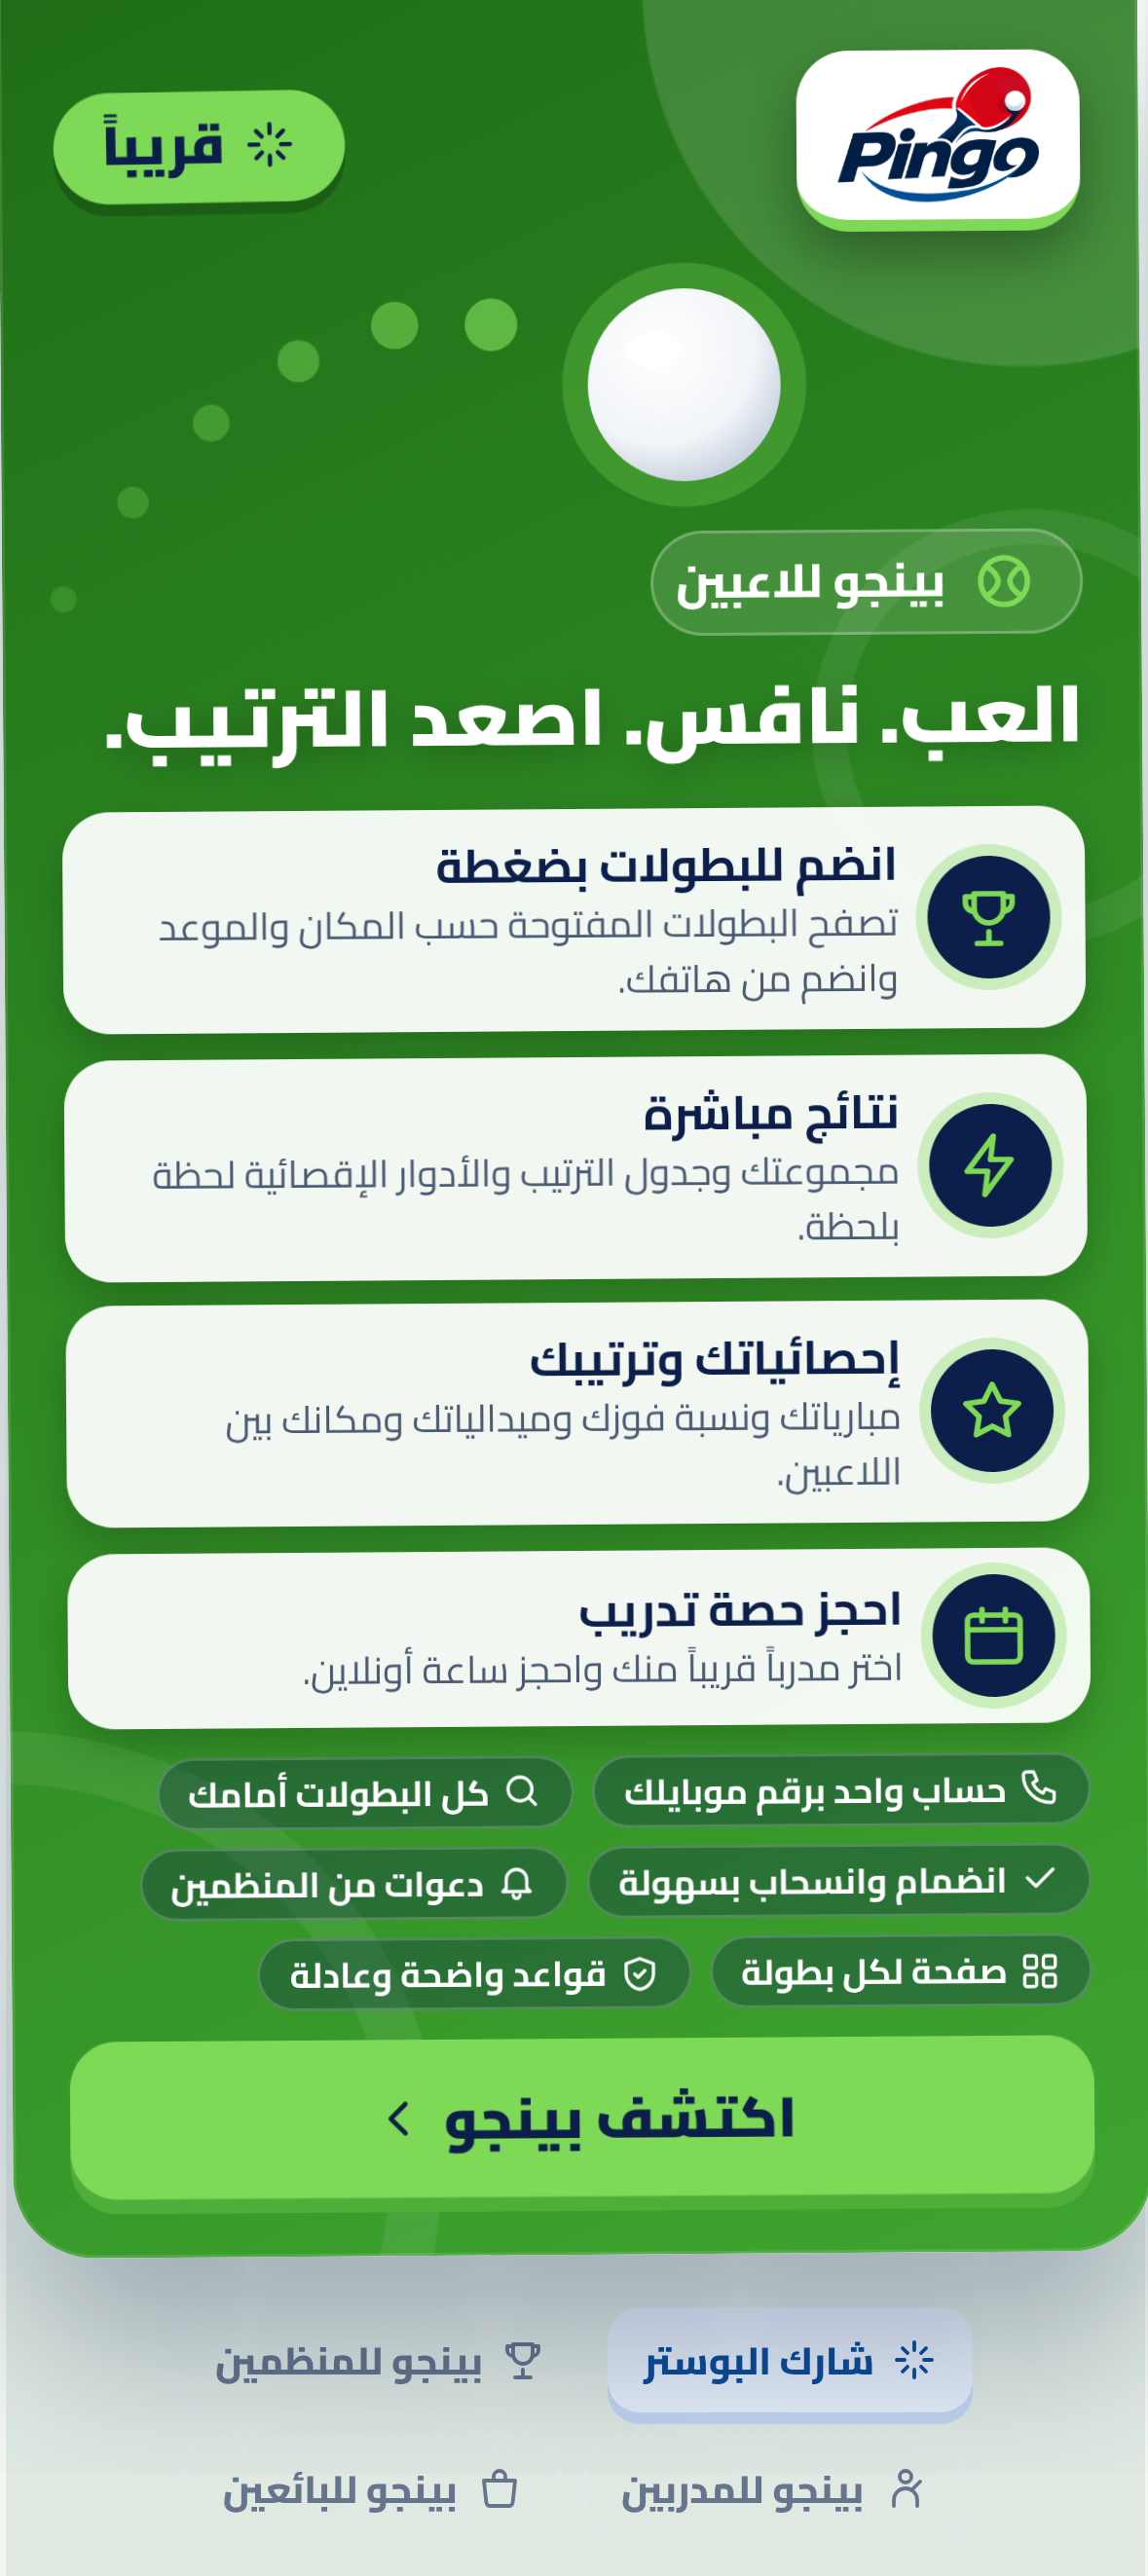 Pingo
قريباً
بينجو للاعبين
العب. نافس. اصعد الترتيب.
انضم للبطولات بضغطة
تصفح البطولات المفتوحة حسب المكان والموعد
وانضم من هاتفك.
نتائج مباشرة
مجموعتك وجدول الترتيب والأدوار الإقصائية لحظة
بلحظة.
إحصائياتك وترتيبك
مبارياتك ونسبة فوزك وميدالياتك ومكانك بين
اللاعبين.
احجز حصة تدريب
اختر مدرباً قريباً منك واحجز ساعة أونلاين.
حساب واحد برقم موبايلك
كل البطولات أمامك
انضمام وانسحاب بسهولة
دعوات من المنظمين
صفحة لكل بطولة
قواعد واضحة وعادلة
اكتشف بينجو
شارك البوستر
بينجو للمنظمين
بينجو للمدربين
بينجو للبائعين